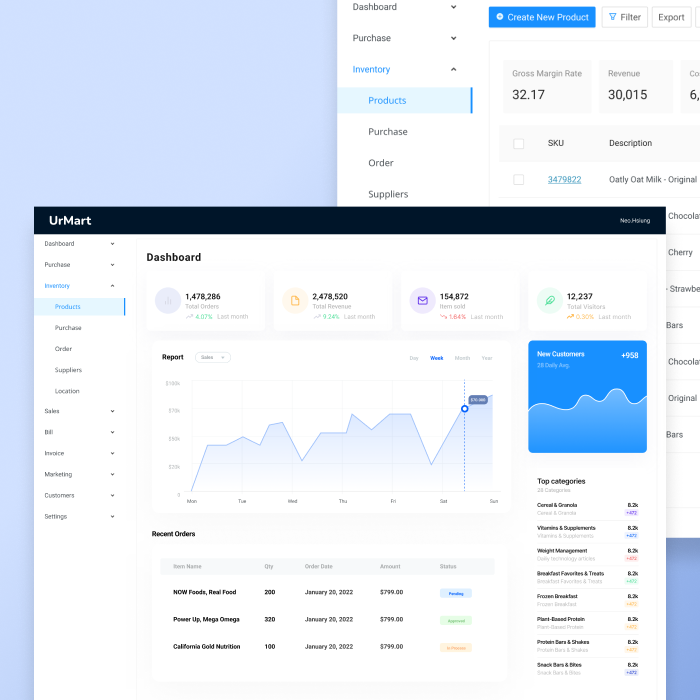 Dashboard
Purchase
Inventory
Products
Purchase
Order
Suppliers
Create New Product
Filter
Export
Gross Margin Rate
32.17
Revenue
30,015
Co
6,
SKU
Description
3479822
Oatly Oat Milk - Original
Chocola
Cherry
- Strawbe
Bars
Chocola
Original
Bars
UrMart
Neo.Hsiung
Dashboard
Purchase
Inventory
Products
Purchase
Order
Suppliers
Location
Sales
Bill
Invoice
Marketing
Customers
Settings
Dashboard
1,478,286
Total Orders
4.07% Last month
2,478,520
Total Revenue
9.24% Last month
154,872
Item sold
1.84% Last month
12,237
Total Visitors
Last month
Report
Sales
Day
Week
Month
Year
$100k
$70k
$50k
0
Mon
Tue
Wed
Thu
Fri
Sat
Sun
New Customers
28 Daily Avg.
+958
Top categories
28 Categories
Cereal & Granola 8.2k
Cereal & Granola +472
Vitamins & Supplements 8.2k
Vitamins & Supplements +472
Weight Management 8.2k
Daily technology articles +472
Breakfast Favorites & Treats 8.2k
Breakfast Favorites & Treats +472
Frozen Breakfast 8.2k
Frozen Breakfast +472
Plant-Based Protein 8.2k
Plant-Based Protein +472
Protein Bars & Shakes 8.2k
Protein Bars & Shakes +472
Snack Bars & Bites 8.2k
Snack Bars & Bites +472
Recent Orders
Item Name Qty Order Date Amount Status
NOW Foods, Real Food 200 January 20, 2022 $799.00 Pending
Power Up, Mega Omega 320 January 20, 2022 $799.00 Approved
California Gold Nutrition 100 January 20, 2022 $799.00 In Process